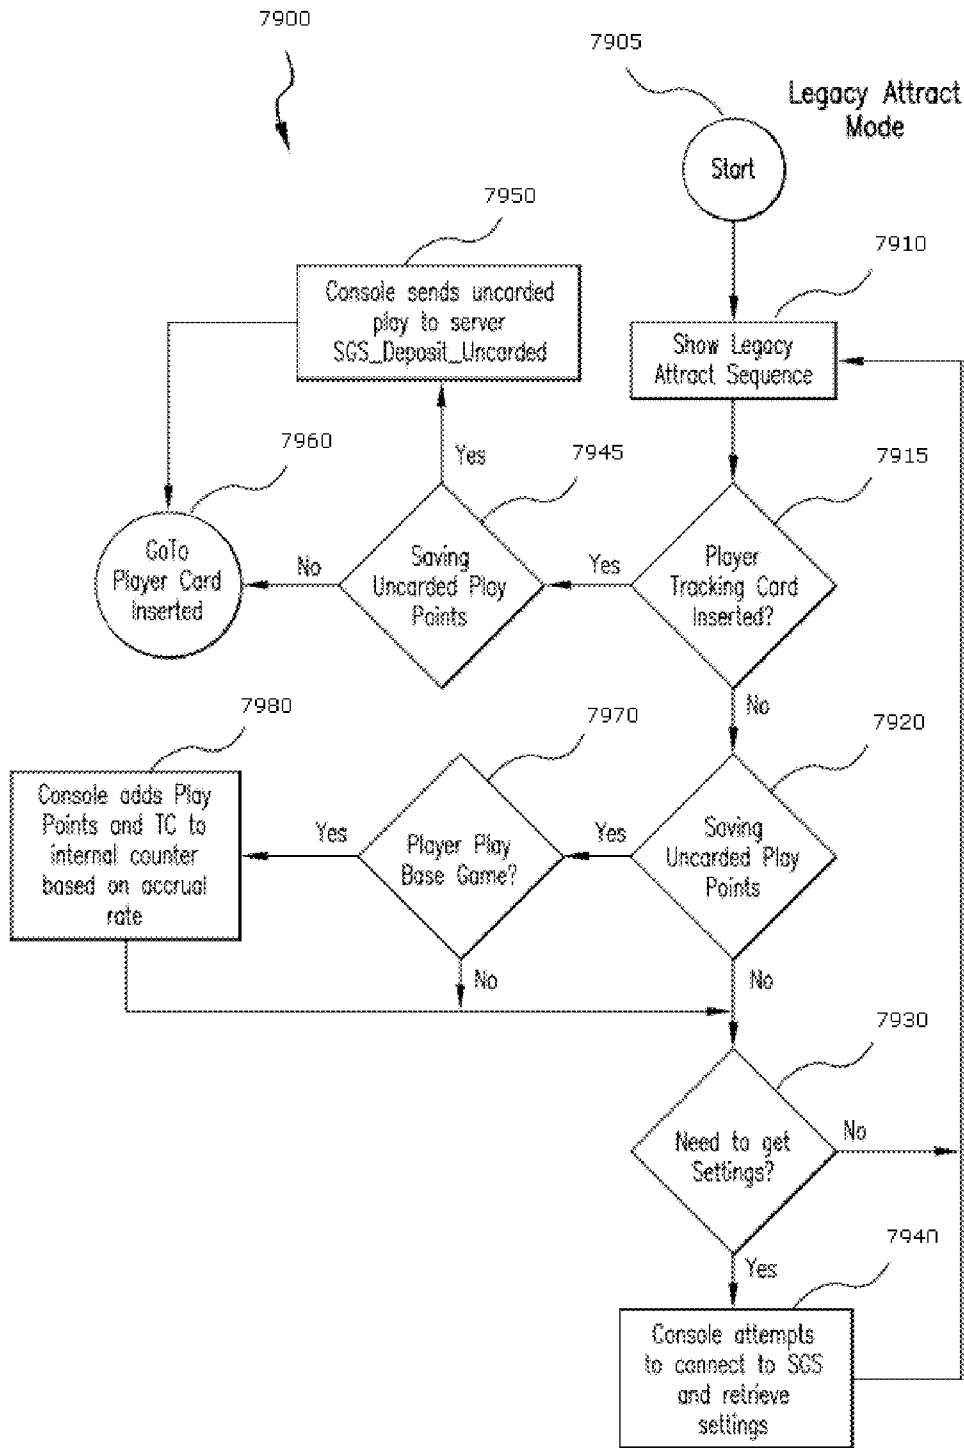 7900
7905
Legacy Attract
Mode
Start
7950
7910
Console sends uncarded
play to server
SGS_Deposit_Uncarded
Show Legacy
Attract Sequence
7960
Yes
7945
7915
GoTo
Player Card
Inserted
No
Saving
Uncarded Play
Points
Yes
Player
Tracking Card
Inserted?
No
7980
7970
7920
Console adds Play
Points and TC to
internal counter
based on accrual
rate
Yes
Player Play
Base Game?
Yes
Saving
Uncarded Play
Points
No
No
7930
Need to get
Settings?
No
7940
Yes
Console attempts
to connect to SGS
and retrieve
settings